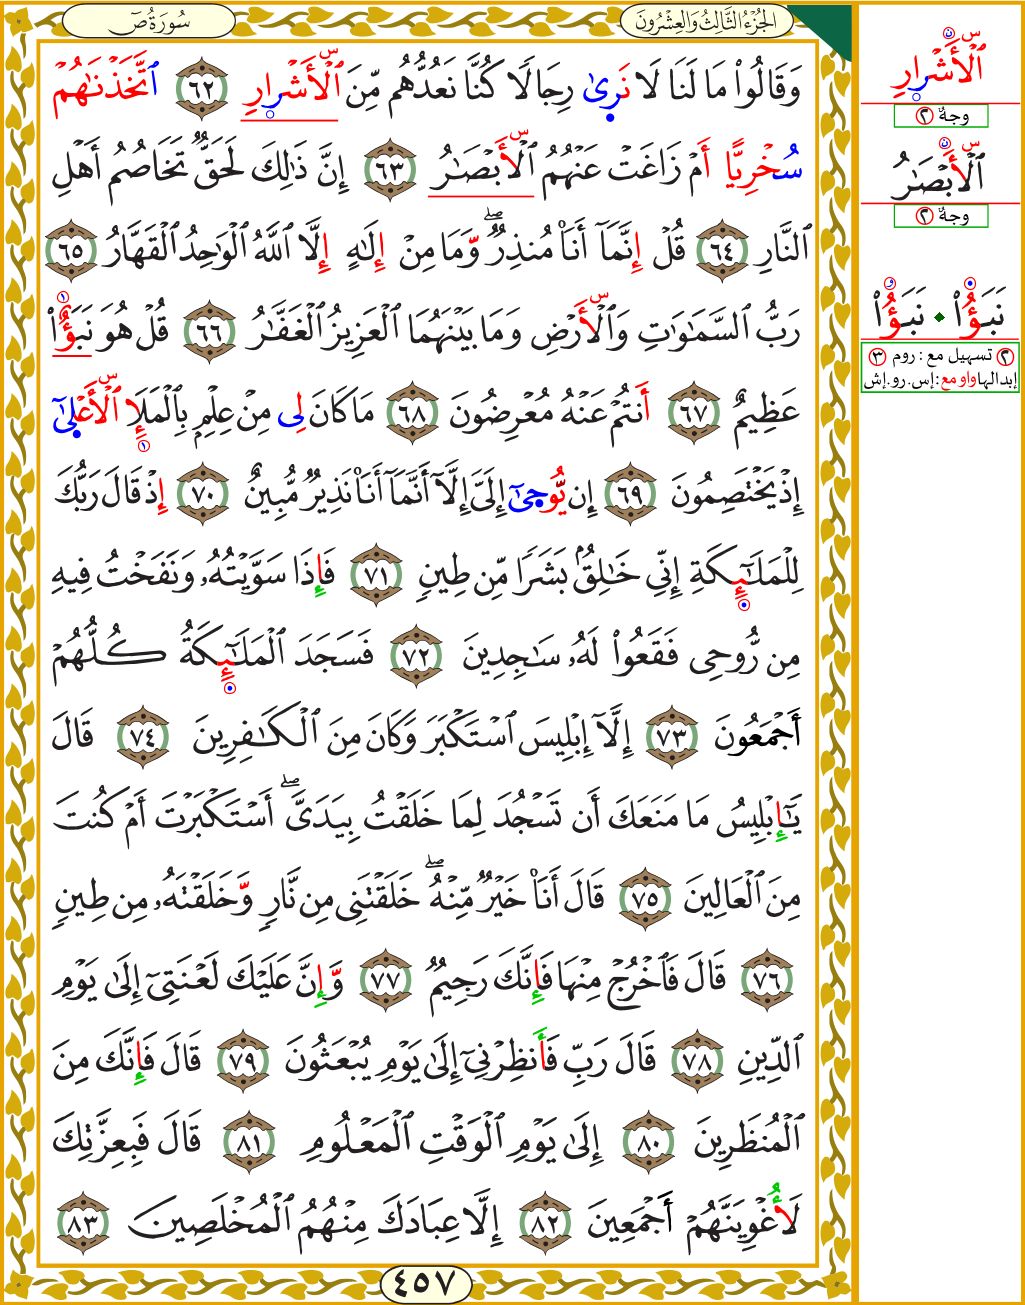 الجُزْءُ الثَّالِثُ وَالعِشْرُونَ
سُورَةُ صٓ
وَقَالُواْ مَا لَنَا لَا نَرَىٰ رِجَالًا كُنَّا نَعُدُّهُم مِّنَ ٱلۡأَشۡرَارِ ٦٢ ٱتَّخَذۡنَٰهُمۡ
سُخۡرِيًّا أَمۡ زَاغَتۡ عَنۡهُمُ ٱلۡأَبۡصَٰرُ ٦٣ إِنَّ ذَٰلِكَ لَحَقّٞ تَخَاصُمُ أَهۡلِ
ٱلنَّارِ ٦٤ قُلۡ إِنَّمَآ أَنَا۠ مُنذِرٞۖ وَّمَا مِنۡ إِلَٰهٍ إِلَّا ٱللَّهُ ٱلۡوَٰحِدُ ٱلۡقَهَّارُ ٦٥
رَبُّ ٱلسَّمَٰوَٰتِ وَٱلۡأَرۡضِ وَمَا بَيۡنَهُمَا ٱلۡعَزِيزُ ٱلۡغَفَّٰرُ ٦٦ قُلۡ هُوَ نَبَؤٌاْ
عَظِيمٌ ٦٧ أَنتُمۡ عَنۡهُ مُعۡرِضُونَ ٦٨ مَا كَانَ لِي مِنۡ عِلۡمِۭ بِٱلۡمَلَإِ ٱلۡأَعۡلَىٰٓ
إِذۡ يَخۡتَصِمُونَ ٦٩ إِن يُّوحَىٰٓ إِلَيَّ إِلَّآ أَنَّمَآ أَنَا۠ نَذِيرٞ مُّبِينٌ ٧٠ إِذۡ قَالَ رَبُّكَ
لِلۡمَلَٰٓئِكَةِ إِنِّي خَٰلِقُۢ بَشَرٗا مِّن طِينٖ ٧١ فَإِذَا سَوَّيۡتُهُۥ وَنَفَخۡتُ فِيهِ
مِن رُّوحِي فَقَعُواْ لَهُۥ سَٰجِدِينَ ٧٢ فَسَجَدَ ٱلۡمَلَٰٓئِكَةُ كُلُّهُمۡ
أَجۡمَعُونَ ٧٣ إِلَّآ إِبۡلِيسَ ٱسۡتَكۡبَرَ وَكَانَ مِنَ ٱلۡكَٰفِرِينَ ٧٤ قَالَ
يَٰٓإِبۡلِيسُ مَا مَنَعَكَ أَن تَسۡجُدَ لِمَا خَلَقۡتُ بِيَدَيَّۖ أَسۡتَكۡبَرۡتَ أَمۡ كُنتَ
مِنَ ٱلۡعَالِينَ ٧٥ قَالَ أَنَا۠ خَيۡرٞ مِّنۡهُۖ خَلَقۡتَنِي مِن نَّارٖ وَّخَلَقۡتَهُۥ مِن طِينٖ
٧٦ قَالَ فَٱخۡرُجۡ مِنۡهَا فَإِنَّكَ رَجِيمٞ ٧٧ وَّإِنَّ عَلَيۡكَ لَعۡنَتِيٓ إِلَىٰ يَوۡمِ
ٱلدِّينِ ٧٨ قَالَ رَبِّ فَأَنظِرۡنِيٓ إِلَىٰ يَوۡمِ يُبۡعَثُونَ ٧٩ قَالَ فَإِنَّكَ مِنَ
ٱلۡمُنظَرِينَ ٨٠ إِلَىٰ يَوۡمِ ٱلۡوَقۡتِ ٱلۡمَعۡلُومِ ٨١ قَالَ فَبِعِزَّتِكَ
لَأُغۡوِيَنَّهُمۡ أَجۡمَعِينَ ٨٢ إِلَّا عِبَادَكَ مِنۡهُمُ ٱلۡمُخۡلَصِينَ ٨٣
٤٥٧
ٱلۡأَشۡرَارِ
٢ وجهٌ
ٱلۡأَبۡصَٰرُ
٢ وجهٌ
نَبَؤُاْ ۰ نَبَؤُاْ
٢ تسهيل مع : روم ٣
إبدالها واو مع : إس . رو . إش